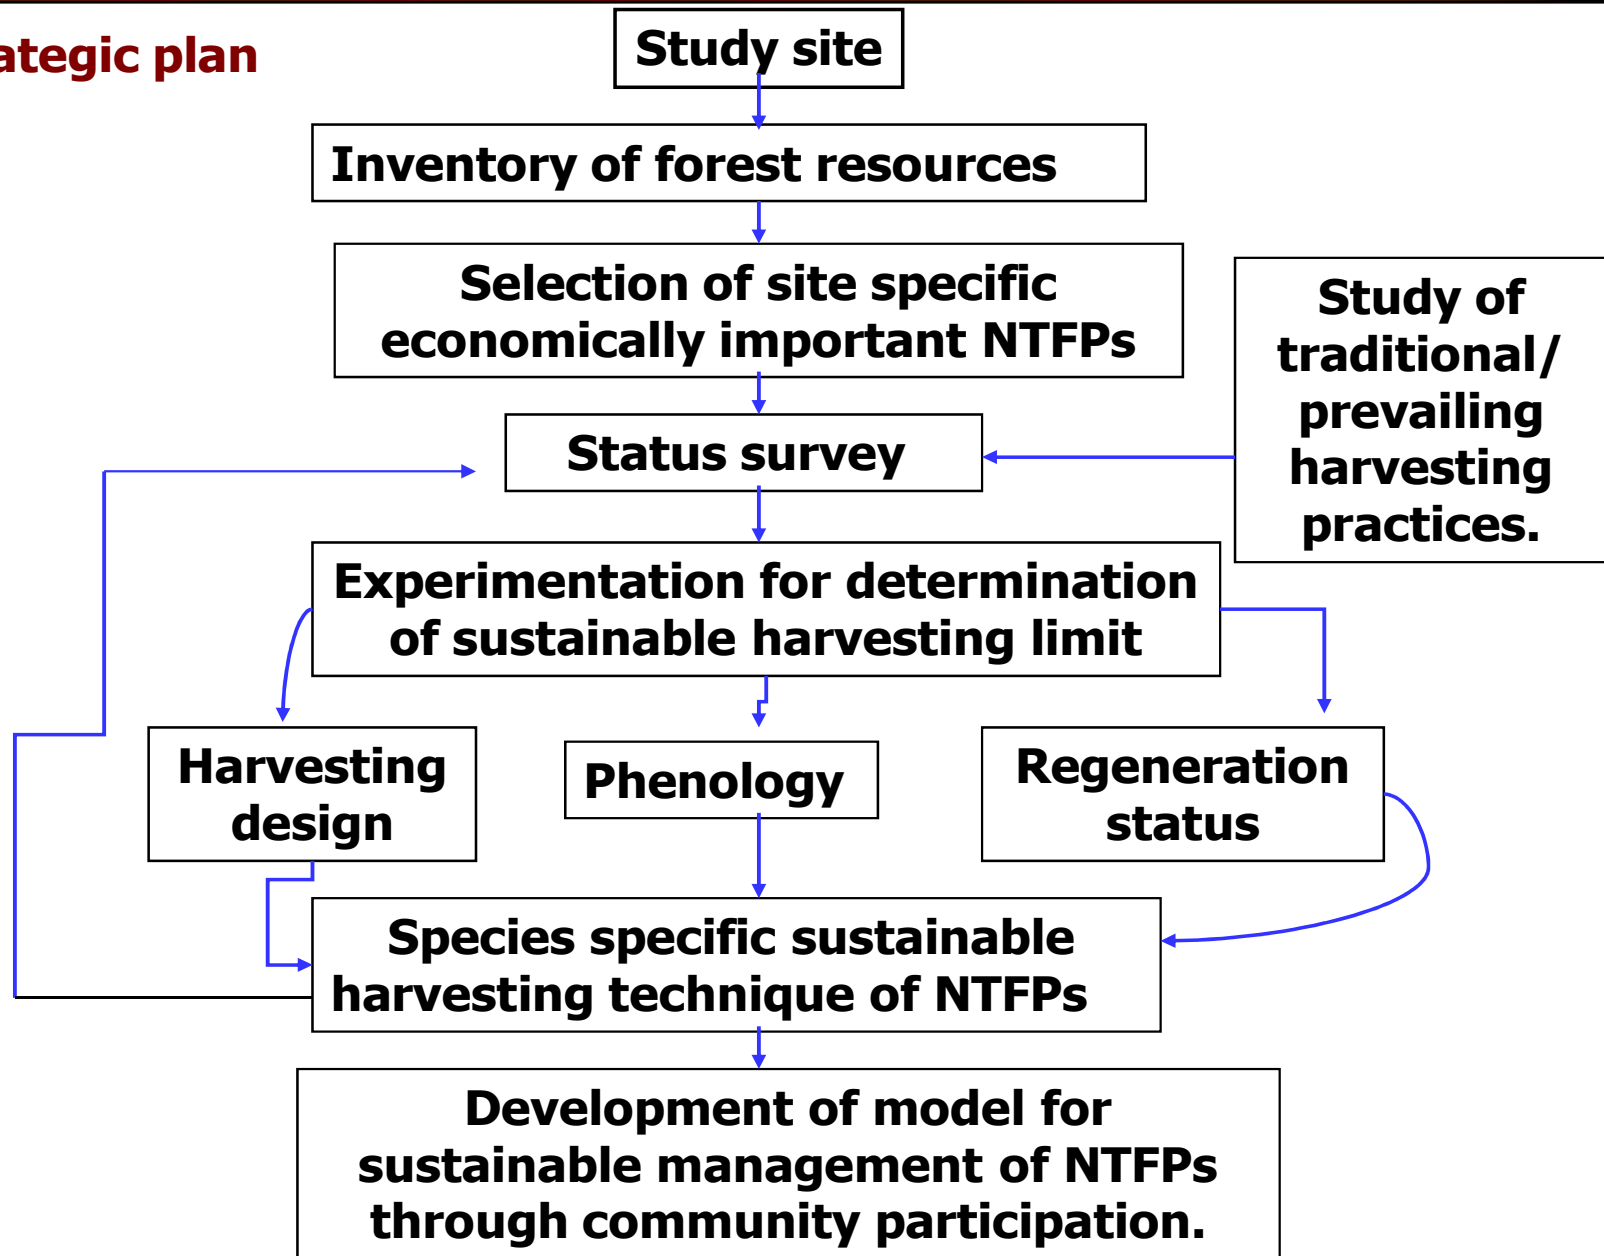 ategic plan
Study site
Inventory of forest resources
Selection of site specific
economically important NTFPs
Study of
traditional/
prevailing
harvesting
practices.
Status survey
Experimentation for determination
of sustainable harvesting limit
Harvesting
design
Phenology
Regeneration
status
Species specific sustainable
harvesting technique of NTFPs
Development of model for
sustainable management of NTFPs
through community participation.